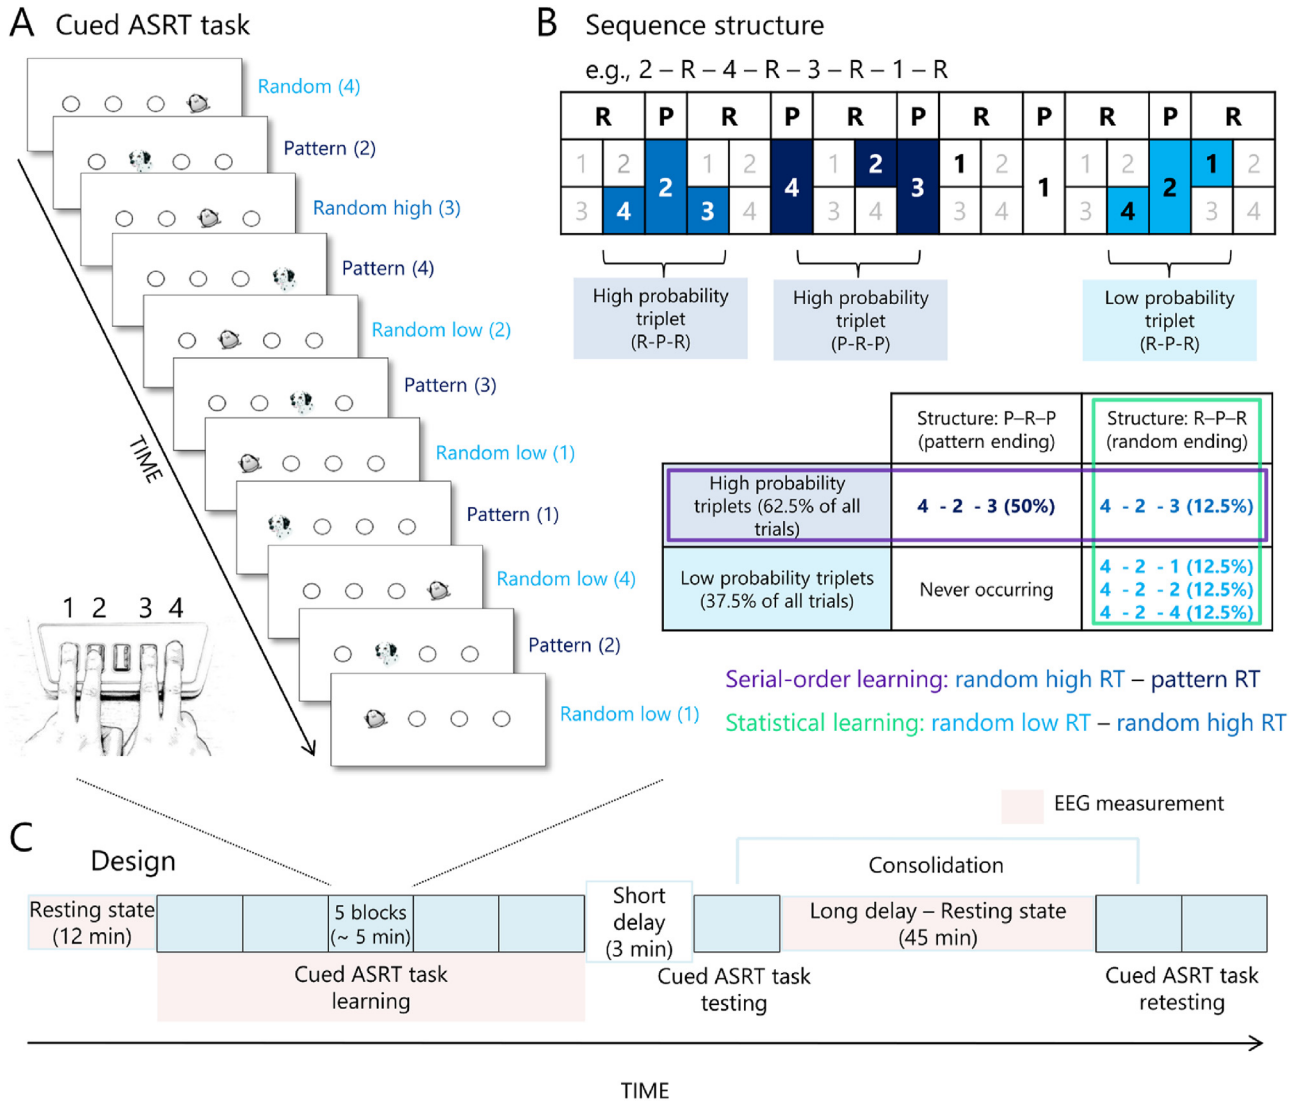 A Cued ASRT task
Random (4)
Pattern (2)
Random high (3)
Pattern (4)
Random low (2)
Pattern (3)
Random low (1)
Pattern (1)
Random low (4)
Pattern (2)
Random low (1)
TIME
1 2 3 4
B Sequence structure
e.g., 2 – R – 4 – R – 3 – R – 1 – R
R P R P R P R P R P R
1 2 1 2 1 2 1 2 1 2 1 2
2 4 3 1 2
3 4 3 4 3 4 3 4 3 4 3 4
High probability
triplet
(R-P-R)
High probability
triplet
(P-R-P)
Low probability
triplet
(R-P-R)
Structure: P–R–P
(pattern ending)
Structure: R–P–R
(random ending)
High probability
triplets (62.5% of all
trials)
4 - 2 - 3 (50%)
4 - 2 - 3 (12.5%)
Low probability triplets
(37.5% of all trials)
Never occurring
4 - 2 - 1 (12.5%)
4 - 2 - 2 (12.5%)
4 - 2 - 4 (12.5%)
Serial-order learning: random high RT – pattern RT
Statistical learning: random low RT – random high RT
EEG measurement
C Design
Consolidation
Resting state
(12 min)
5 blocks
(~ 5 min)
Short
delay
(3 min)
Long delay – Resting state
(45 min)
Cued ASRT task
learning
Cued ASRT task
testing
Cued ASRT task
retesting
TIME